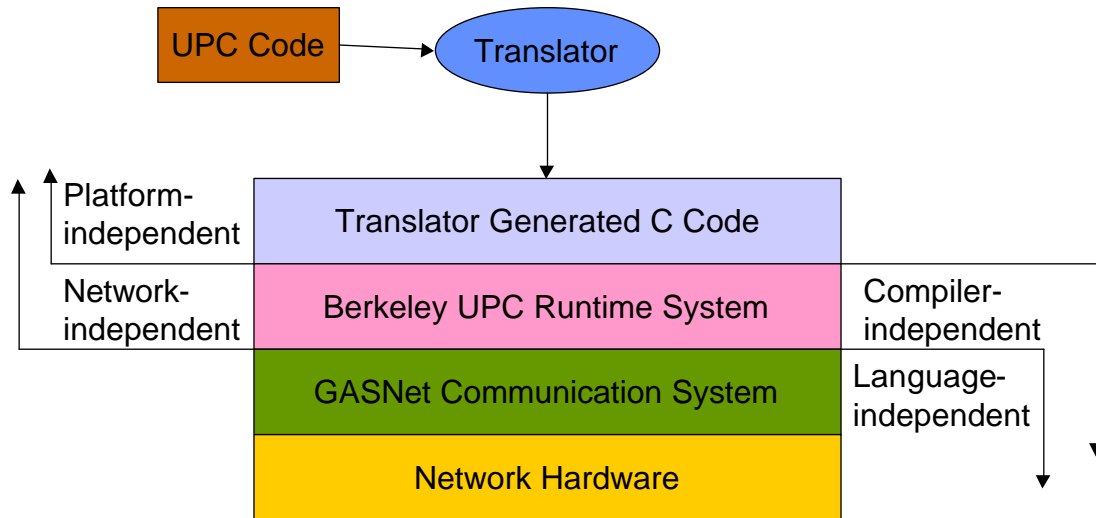 UPC Code
Translator
Platform-
independent
Translator Generated C Code
Network-
independent
Berkeley UPC Runtime System
Compiler-
independent
GASNet Communication System
Language-
independent
Network Hardware